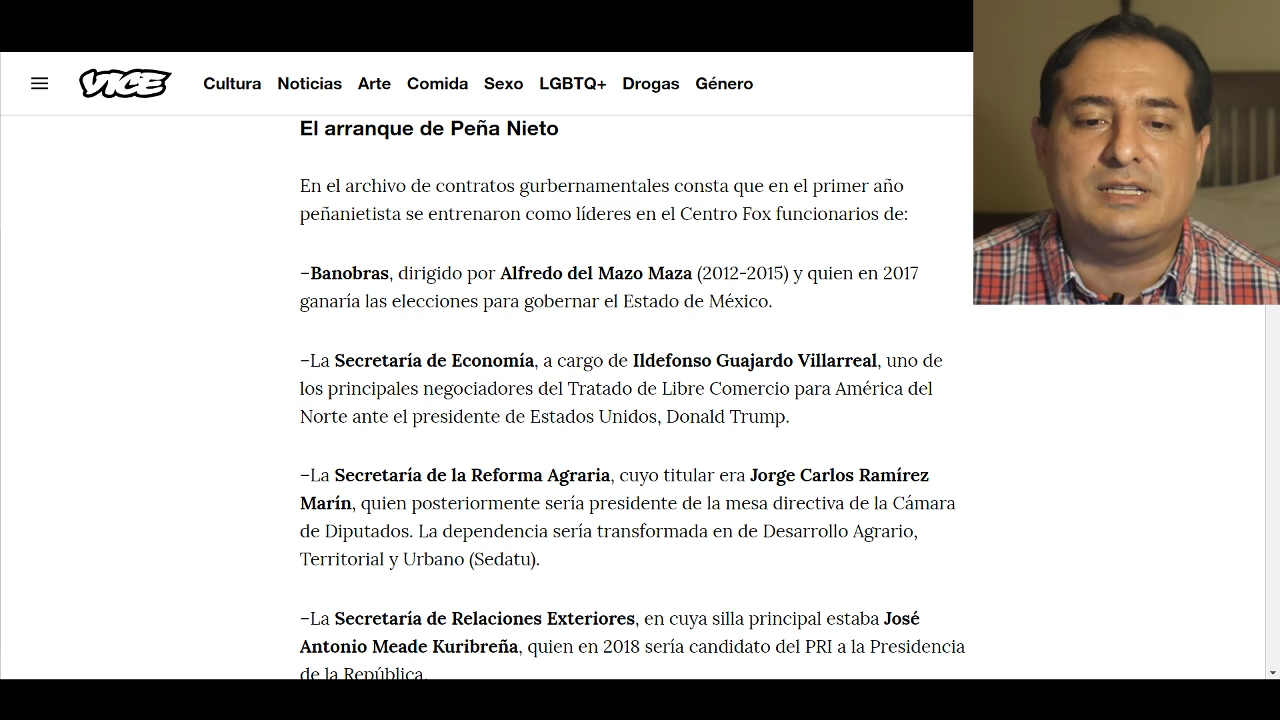 VICE Cultura Noticias Arte Comida Sexo LGBTQ+ Drogas Género
El arranque de Peña Nieto
En el archivo de contratos gurbernamentales consta que en el primer año
peñanietista se entrenaron como líderes en el Centro Fox funcionarios de:
–Banobras, dirigido por Alfredo del Mazo Maza (2012-2015) y quien en 2017
ganaría las elecciones para gobernar el Estado de México.
–La Secretaría de Economía, a cargo de Ildefonso Guajardo Villarreal, uno de
los principales negociadores del Tratado de Libre Comercio para América del
Norte ante el presidente de Estados Unidos, Donald Trump.
–La Secretaría de la Reforma Agraria, cuyo titular era Jorge Carlos Ramírez
Marín, quien posteriormente sería presidente de la mesa directiva de la Cámara
de Diputados. La dependencia sería transformada en de Desarrollo Agrario,
Territorial y Urbano (Sedatu).
–La Secretaría de Relaciones Exteriores, en cuya silla principal estaba José
Antonio Meade Kuribreña, quien en 2018 sería candidato del PRI a la Presidencia
de la República.